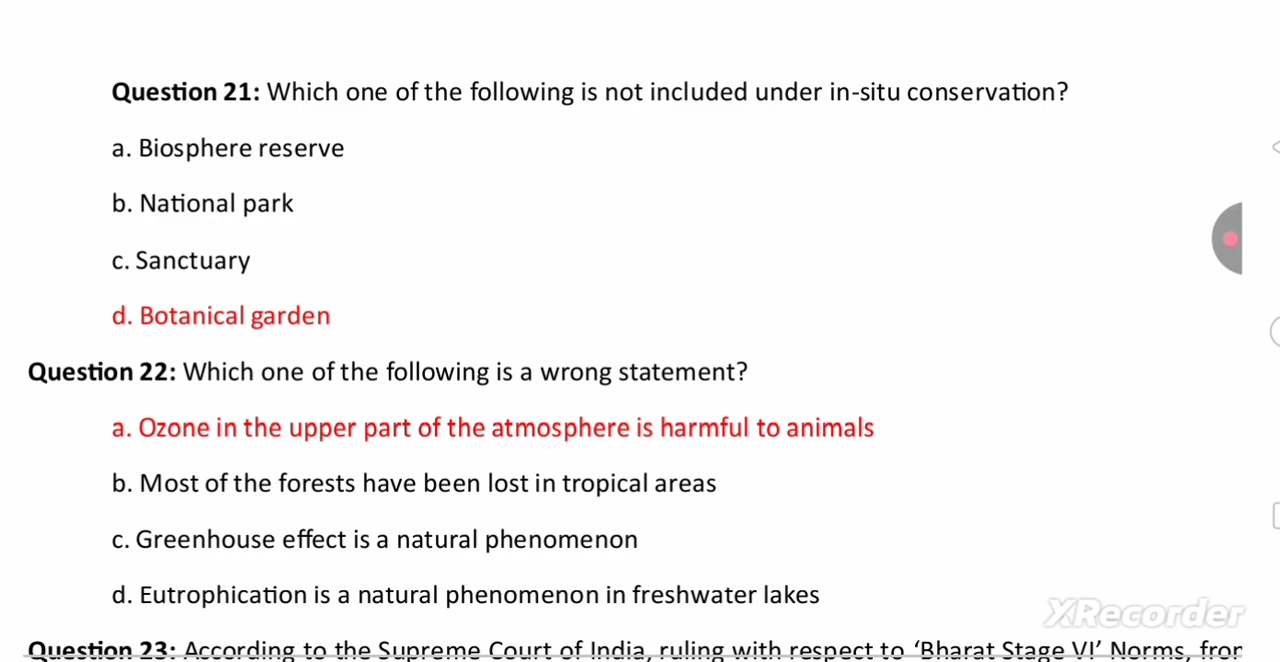 Question 21: Which one of the following is not included under in-situ conservation?
a. Biosphere reserve
b. National park
c. Sanctuary
d. Botanical garden
Question 22: Which one of the following is a wrong statement?
a. Ozone in the upper part of the atmosphere is harmful to animals
b. Most of the forests have been lost in tropical areas
c. Greenhouse effect is a natural phenomenon
d. Eutrophication is a natural phenomenon in freshwater lakes
XRecorder
Question 23: According to the Supreme Court of India, ruling with respect to ‘Bharat Stage VI’ Norms,